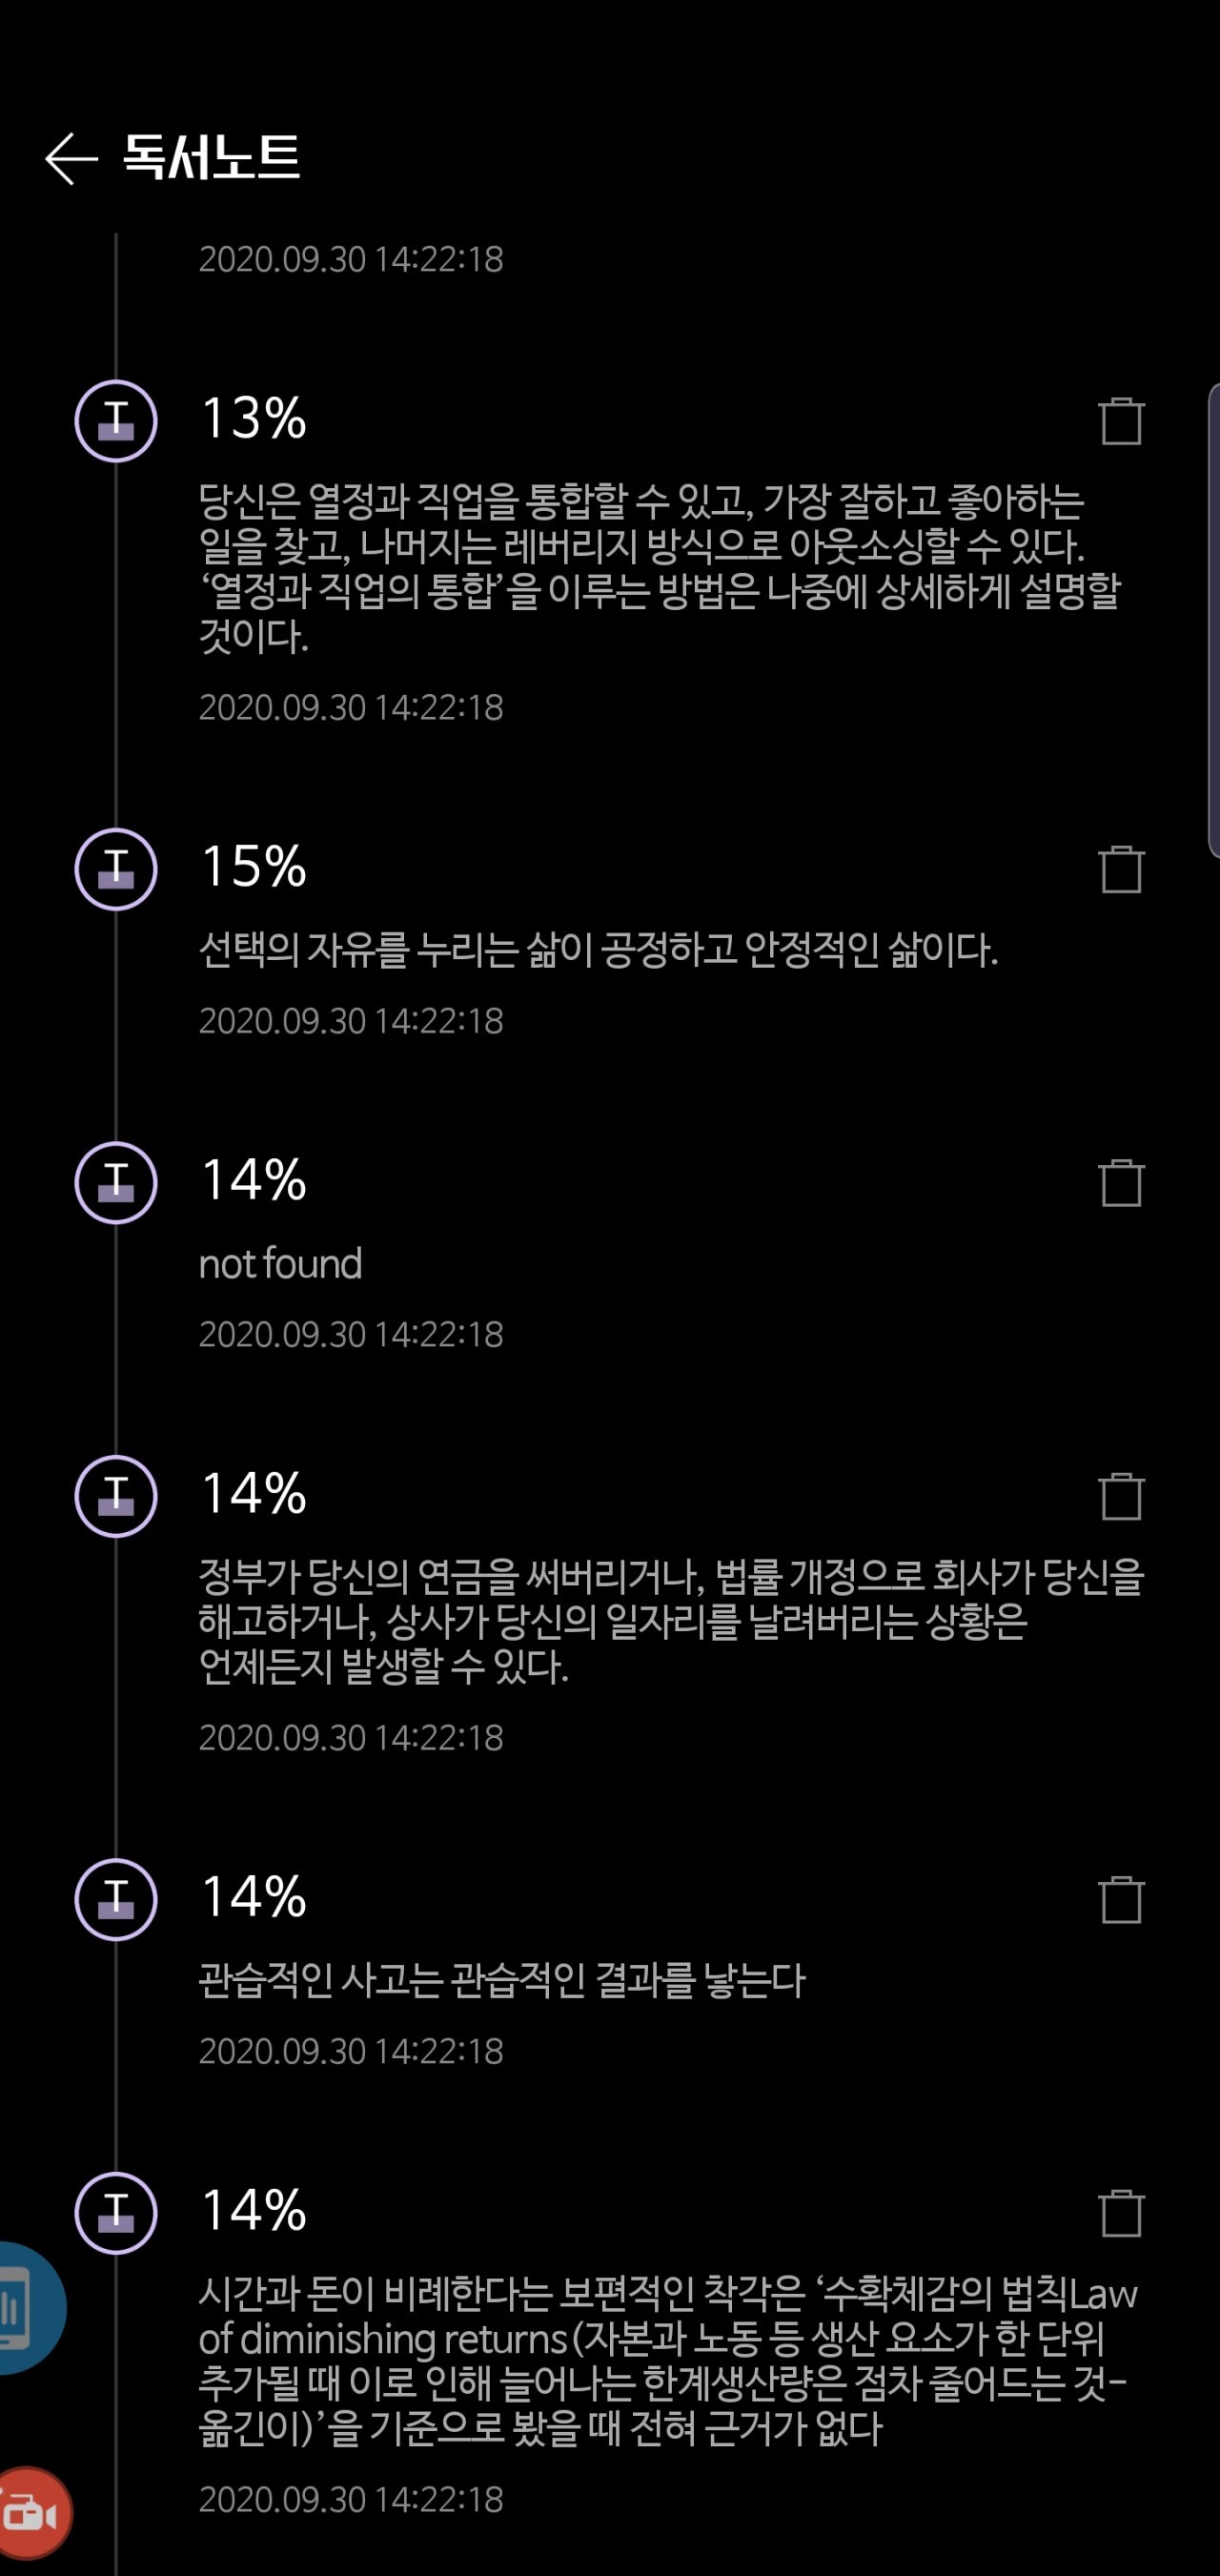 독서노트
2020.09.30 14:22:18
13%
당신은 열정과 직업을 통합할 수 있고, 가장 잘하고 좋아하는
일을 찾고, 나머지는 레버리지 방식으로 아웃소싱할 수 있다.
‘열정과 직업의 통합’을 이루는 방법은 나중에 상세하게 설명할
것이다.
2020.09.30 14:22:18
15%
선택의 자유를 누리는 삶이 공정하고 안정적인 삶이다.
2020.09.30 14:22:18
14%
not found
2020.09.30 14:22:18
14%
정부가 당신의 연금을 써버리거나, 법률 개정으로 회사가 당신을
해고하거나, 상사가 당신의 일자리를 날려버리는 상황은
언제든지 발생할 수 있다.
2020.09.30 14:22:18
14%
관습적인 사고는 관습적인 결과를 낳는다
2020.09.30 14:22:18
14%
시간과 돈이 비례한다는 보편적인 착각은 ‘수확체감의 법칙Law
of diminishing returns(자본과 노동 등 생산 요소가 한 단위
추가될 때 이로 인해 늘어나는 한계생산량은 점차 줄어드는 것-
옮긴이)’을 기준으로 봤을 때 전혀 근거가 없다
2020.09.30 14:22:18